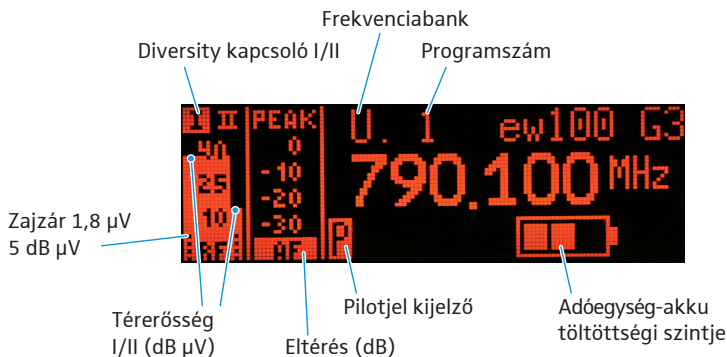 Frekvenciabank
Diversity kapcsoló I/II
Programszám
I II PEAK U. 1 ew100 G3
40 0
790.100 MHz
25 -10
-20
10 -30
RF AF P
Zajzár 1,8 µV
5 dB µV
Térerősség
I/II (dB µV)
Eltérés (dB)
Pilotjel kijelző
Adóegység-akku
töltöttségi szintje